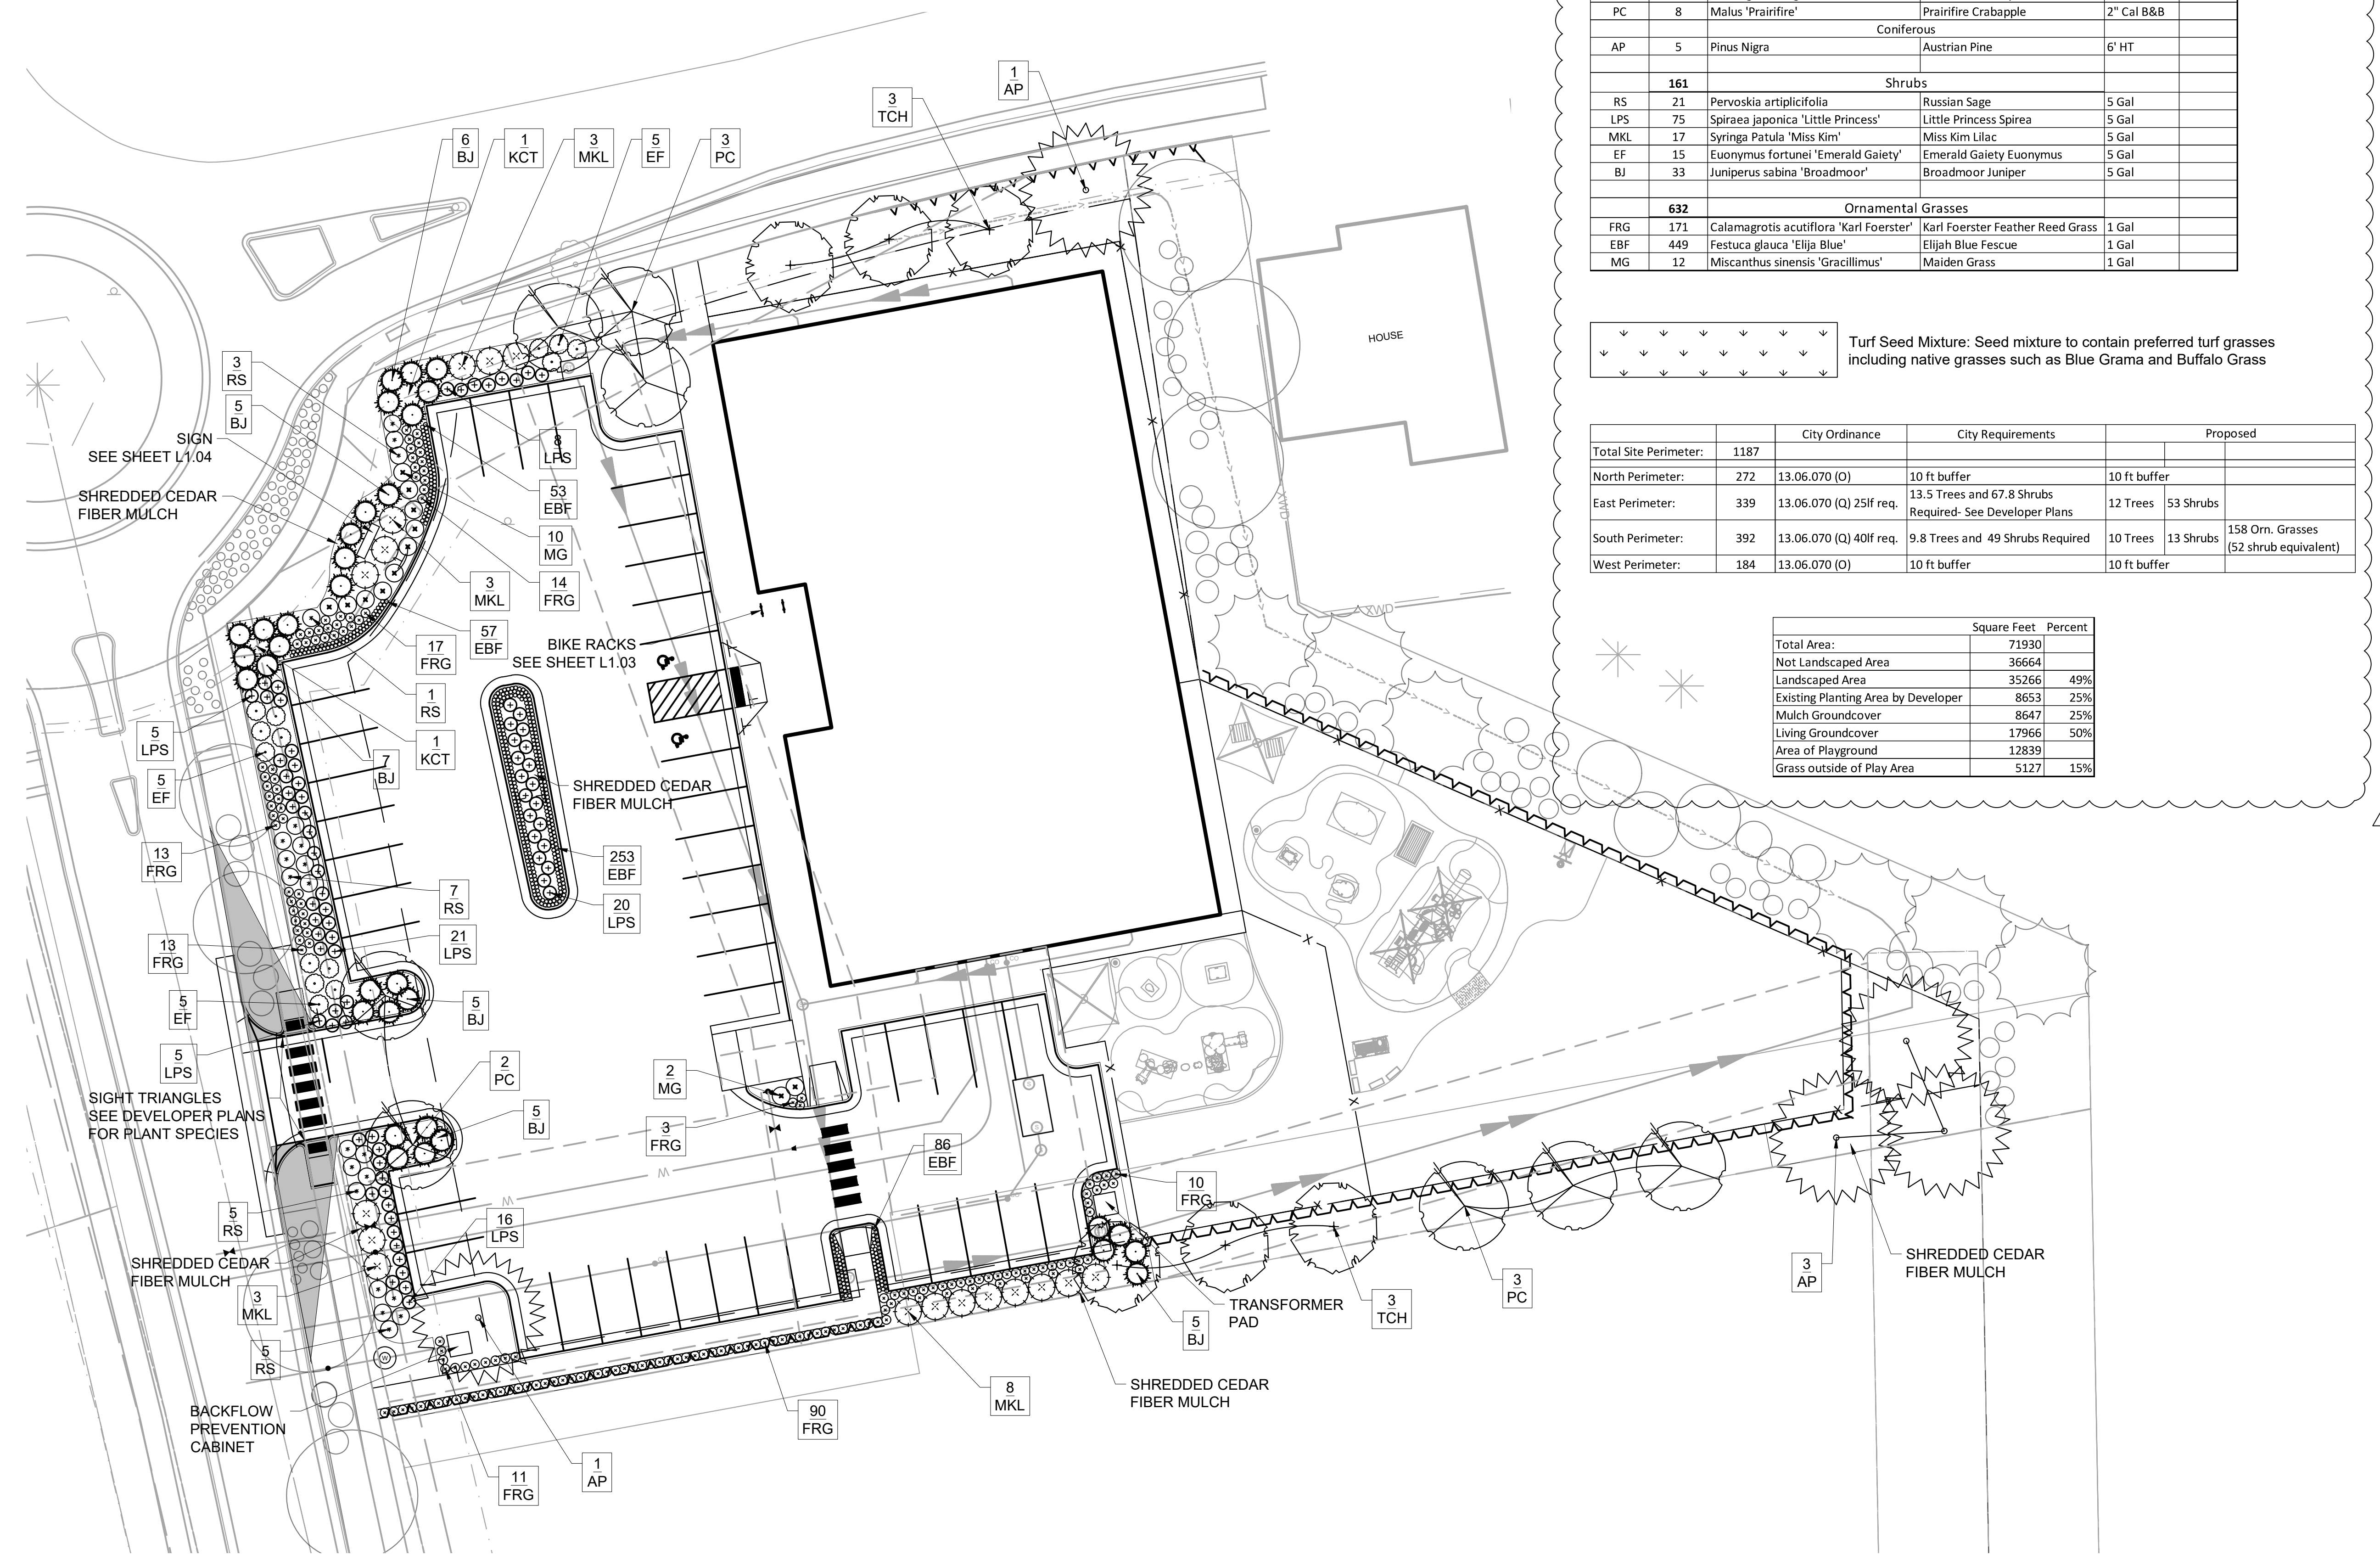 PC 8 Malus 'Prairifire' Prairifire Crabapple 2" Cal B&B
Coniferous
AP 5 Pinus Nigra Austrian Pine 6' HT
161 Shrubs
RS 21 Pervoskia artiplicifolia Russian Sage 5 Gal
LPS 75 Spiraea japonica 'Little Princess' Little Princess Spirea 5 Gal
MKL 17 Syringa Patula 'Miss Kim' Miss Kim Lilac 5 Gal
EF 15 Euonymus fortunei 'Emerald Gaiety' Emerald Gaiety Euonymus 5 Gal
BJ 33 Juniperus sabina 'Broadmoor' Broadmoor Juniper 5 Gal
632 Ornamental Grasses
FRG 171 Calamagrotis acutiflora 'Karl Foerster' Karl Foerster Feather Reed Grass 1 Gal
EBF 449 Festuca glauca 'Elija Blue' Elijah Blue Fescue 1 Gal
MG 12 Miscanthus sinensis 'Gracillimus' Maiden Grass 1 Gal
Turf Seed Mixture: Seed mixture to contain preferred turf grasses
including native grasses such as Blue Grama and Buffalo Grass
City Ordinance City Requirements Proposed
Total Site Perimeter: 1187
North Perimeter: 272 13.06.070 (O) 10 ft buffer 10 ft buffer
East Perimeter: 339 13.06.070 (Q) 25lf req. 13.5 Trees and 67.8 Shrubs
Required- See Developer Plans 12 Trees 53 Shrubs
South Perimeter: 392 13.06.070 (Q) 40lf req. 9.8 Trees and 49 Shrubs Required 10 Trees 13 Shrubs 158 Orn. Grasses
(52 shrub equivalent)
West Perimeter: 184 13.06.070 (O) 10 ft buffer 10 ft buffer
Square Feet Percent
Total Area: 71930
Not Landscaped Area 36664
Landscaped Area 35266 49%
Existing Planting Area by Developer 8653 25%
Mulch Groundcover 8647 25%
Living Groundcover 17966 50%
Area of Playground 12839
Grass outside of Play Area 5127 15%
1
AP
3
TCH
6
BJ
1
KCT
3
MKL
5
EF
3
PC
HOUSE
XWD
XWD
3
RS
5
BJ
SIGN
SEE SHEET L1.04
SHREDDED CEDAR
FIBER MULCH
8
LPS
53
EBF
10
MG
14
FRG
3
MKL
57
EBF
17
FRG
BIKE RACKS
SEE SHEET L1.03
1
RS
1
KCT
7
BJ
5
LPS
5
EF
SHREDDED CEDAR
FIBER MULCH
13
FRG
253
EBF
20
LPS
7
RS
21
LPS
13
FRG
5
EF
5
BJ
5
LPS
2
PC
2
MG
SIGHT TRIANGLES
SEE DEVELOPER PLANS
FOR PLANT SPECIES
5
BJ
3
FRG
86
EBF
W
W
10
FRG
5
RS
16
LPS
SHREDDED CEDAR
FIBER MULCH
3
MKL
5
RS
W
TRANSFORMER
PAD
5
BJ
3
TCH
3
PC
3
AP
SHREDDED CEDAR
FIBER MULCH
8
MKL
SHREDDED CEDAR
FIBER MULCH
90
FRG
BACKFLOW
PREVENTION
CABINET
11
FRG
1
AP